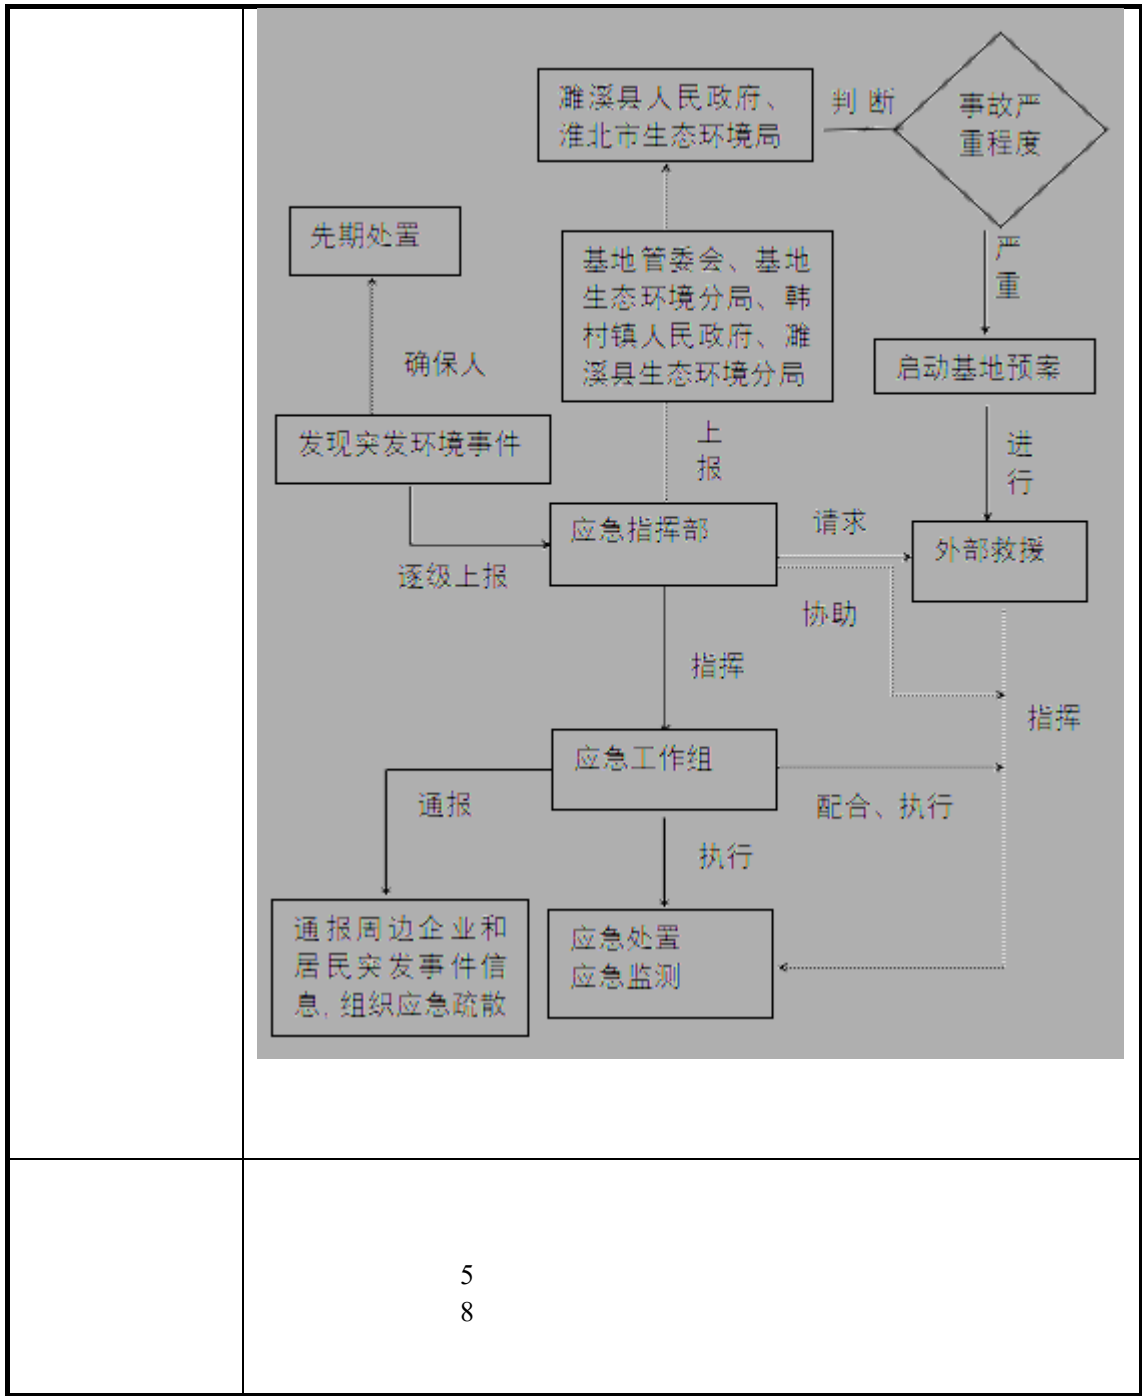 濉溪县人民政府、
淮北市生态环境局
判 断
事故严
重程度
先期处置
基地管委会、基地
生态环境分局、韩
村镇人民政府、濉
溪县生态环境分局
严
重
启动基地预案
确保人
发现突发环境事件
上
报
进
行
应急指挥部
请求
外部救援
逐级上报
协助
指挥
指挥
应急工作组
通报
配合、执行
执行
通报周边企业和
居民突发事件信
息,组织应急疏散
应急处置
应急监测
5
8